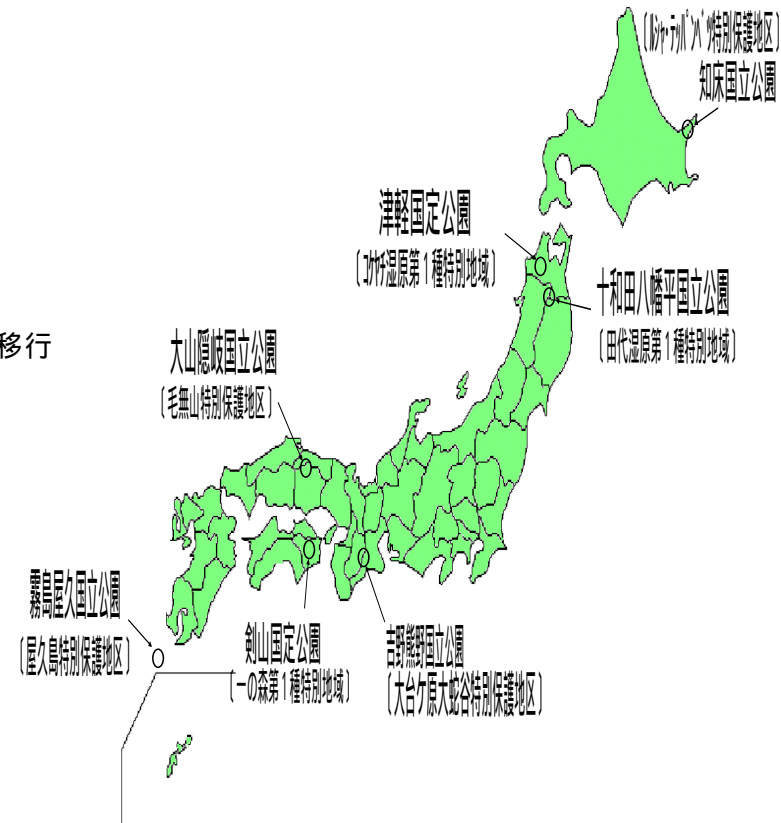 〔ﾙｼｬ・ﾃｯﾊﾟﾝﾍﾞﾂ特別保護地区〕
知床国立公園
津軽国定公園
〔ｺｹﾔﾁ湿原第１種特別地域〕
十和田八幡平国立公園
〔田代湿原第１種特別地域〕
移行
大山隠岐国立公園
〔毛無山特別保護地区〕
霧島屋久国立公園
〔屋久島特別保護地区〕
剣山国定公園
〔一の森第１種特別地域〕
吉野熊野国立公園
〔大台ケ原大蛇谷特別保護地区〕